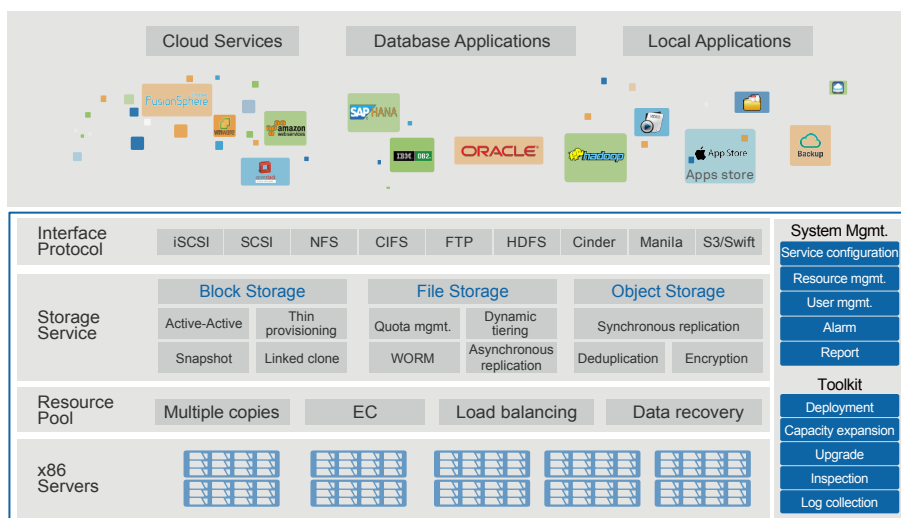 Cloud Services
Database Applications
Local Applications
FusionSphere
vmware
amazon
webservices
openstack
SAP HANA
IBM DB2.
ORACLE
hadoop
VIDEO
App Store
Apps store
Backup
Interface
Protocol
iSCSI
SCSI
NFS
CIFS
FTP
HDFS
Cinder
Manila
S3/Swift
Storage
Service
Block Storage
Active-Active
Thin
provisioning
Snapshot
Linked clone
File Storage
Quota mgmt.
Dynamic
tiering
WORM
Asynchronous
replication
Object Storage
Synchronous replication
Deduplication
Encryption
Resource
Pool
Multiple copies
EC
Load balancing
Data recovery
x86
Servers
System Mgmt.
Service configuration
Resource mgmt.
User mgmt.
Alarm
Report
Toolkit
Deployment
Capacity expansion
Upgrade
Inspection
Log collection